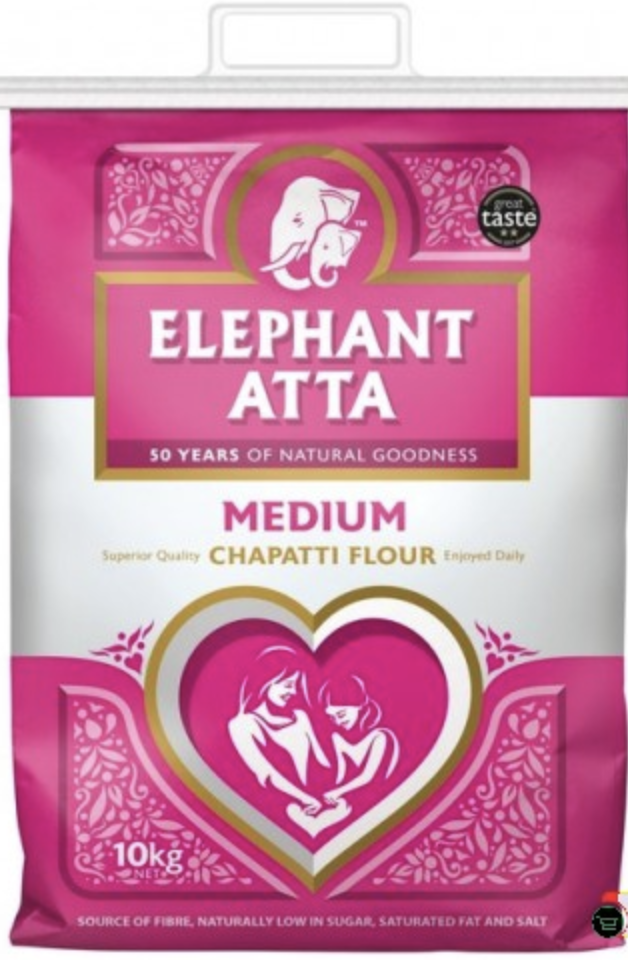 ™
great
taste
ELEPHANT
ATTA
50 YEARS OF NATURAL GOODNESS
MEDIUM
Superior Quality CHAPATTI FLOUR Enjoyed Daily
10kg
NET
SOURCE OF FIBRE, NATURALLY LOW IN SUGAR, SATURATED FAT AND SALT